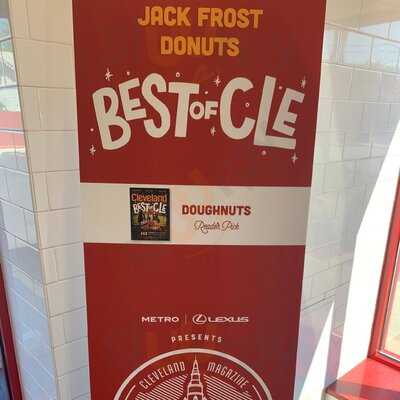 JACK FROST
DONUTS
BEST OF CLE
Cleveland
BEST OF CLE
DOUGHNUTS
Reader Pick
METRO | LEXUS
PRESENTS
CLEVELAND MAGAZINE